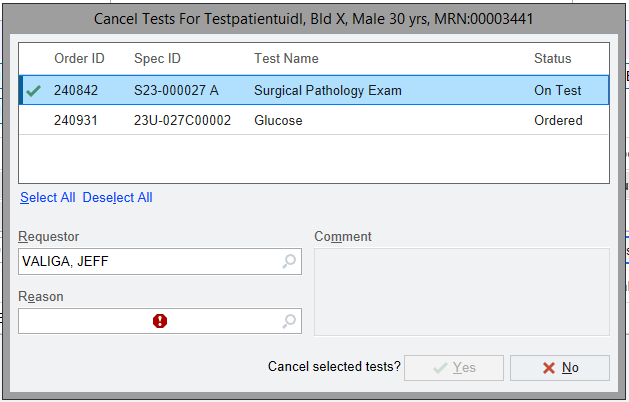 Cancel Tests For Testpatientuidl, Bld X, Male 30 yrs, MRN:00003441
Order ID Spec ID Test Name Status
240842 S23-000027 A Surgical Pathology Exam On Test
240931 23U-027C00002 Glucose Ordered
Select All Deselect All
Requestor Comment
VALIGA, JEFF
Reason
Cancel selected tests? Yes No